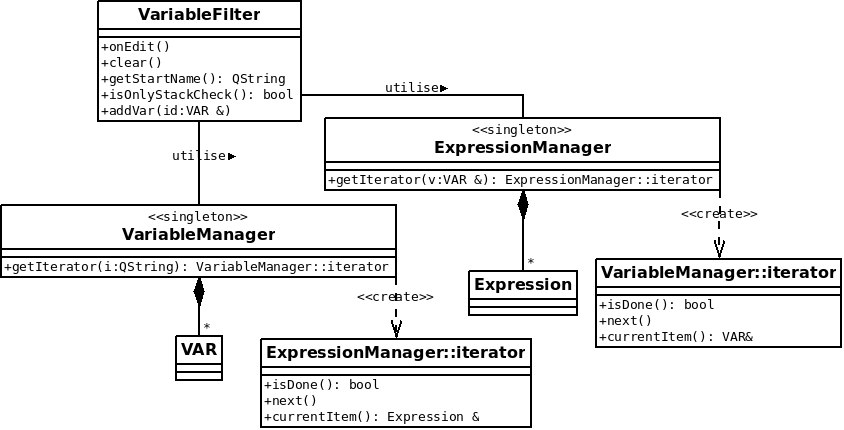 VariableFilter
+onEdit()
+clear()
+getStartName(): QString
+isOnlyStackCheck(): bool
+addVar(id:VAR &)
utilise
utilise
<<singleton>>
ExpressionManager
+getIterator(v:VAR &): ExpressionManager::iterator
<<singleton>>
VariableManager
+getIterator(i:QString): VariableManager::iterator
<<create>>
*
Expression
VariableManager::iterator
+isDone(): bool
+next()
+currentItem(): VAR&
<<create>>
*
VAR
ExpressionManager::iterator
+isDone(): bool
+next()
+currentItem(): Expression &